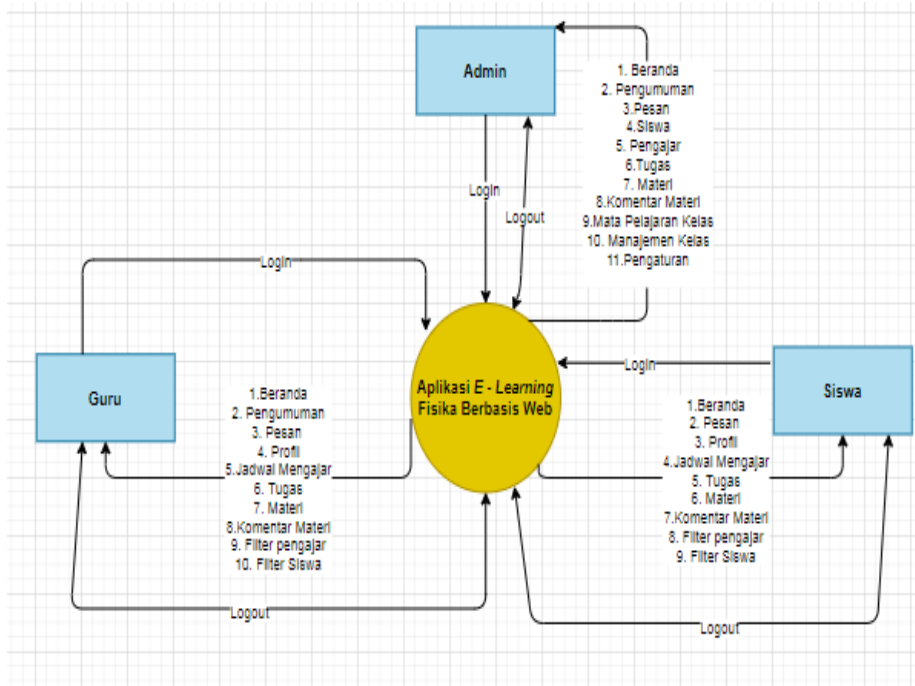 Admin
1. Beranda
2. Pengumuman
3.Pesan
4.Siswa
5. Pengajar
6.Tugas
7. Materi
8.Komentar Materi
9.Mata Pelajaran Kelas
10. Manajemen Kelas
11.Pengaturan
Login
Logout
Login
Guru
1.Beranda
2. Pengumuman
3. Pesan
4. Profil
5.Jadwal Mengajar
6. Tugas
7. Materi
8.Komentar Materi
9. Filter pengajar
10. Filter Siswa
Logout
Aplikasi E - Learning
Fisika Berbasis Web
Login
Siswa
1.Beranda
2. Pesan
3. Profil
4.Jadwal Mengajar
5. Tugas
6. Materi
7.Komentar Materi
8. Filter pengajar
9. Filter Siswa
Logout